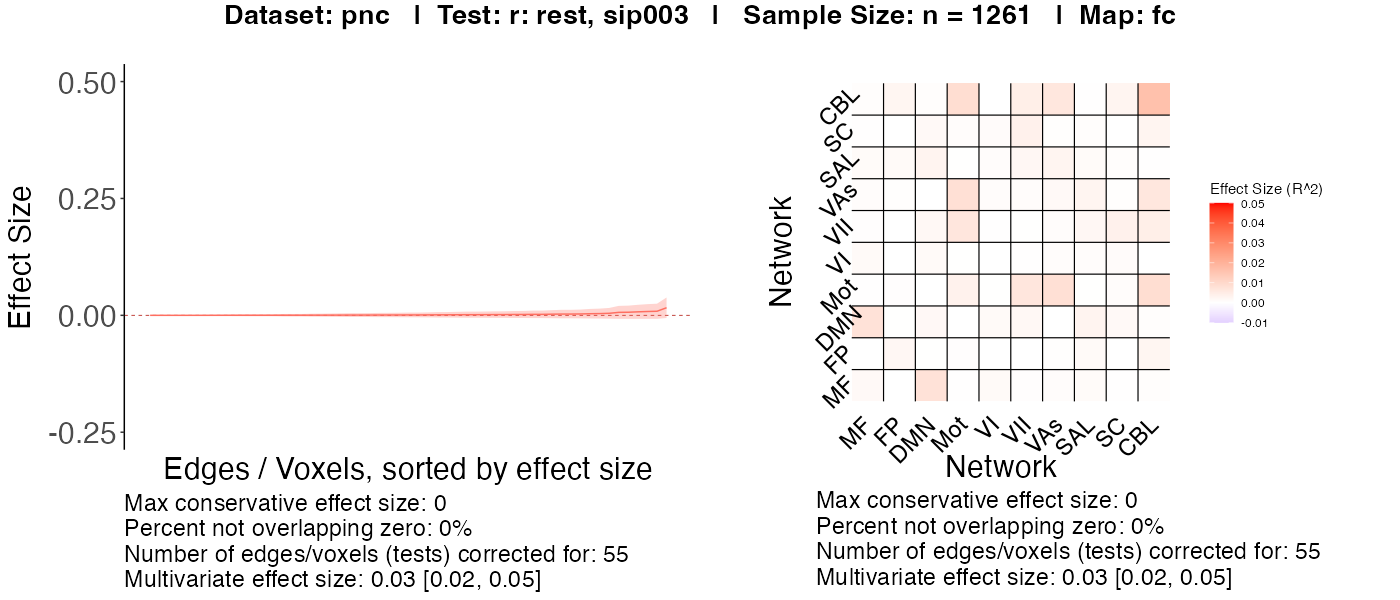 Dataset: pnc | Test: r: rest, sip003 | Sample Size: n = 1261 | Map: fc
Effect Size
0.50
0.25
0.00
-0.25
Edges / Voxels, sorted by effect size
Max conservative effect size: 0
Percent not overlapping zero: 0%
Number of edges/voxels (tests) corrected for: 55
Multivariate effect size: 0.03 [0.02, 0.05]
Network
CBL
SC
SAL
VAs
VII
VI
Mot
DMN
FP
MF
MF
FP
DMN
Mot
VI
VII
VAs
SAL
SC
CBL
Network
Effect Size (R^2)
0.05
0.04
0.03
0.02
0.01
0.00
-0.01
Max conservative effect size: 0
Percent not overlapping zero: 0%
Number of edges/voxels (tests) corrected for: 55
Multivariate effect size: 0.03 [0.02, 0.05]